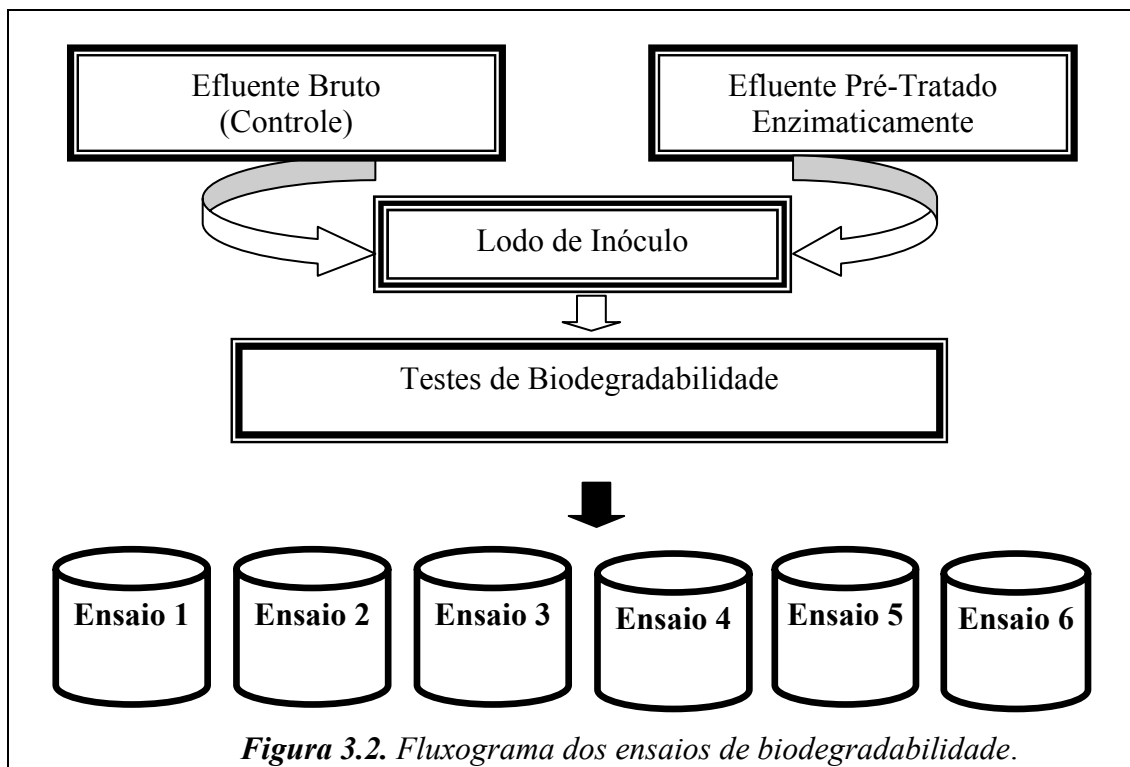 Efluente Bruto
(Controle)
Efluente Pré-Tratado
Enzimaticamente
Lodo de Inóculo
Testes de Biodegradabilidade
Ensaio 1
Ensaio 2
Ensaio 3
Ensaio 4
Ensaio 5
Ensaio 6
Figura 3.2. Fluxograma dos ensaios de biodegradabilidade.